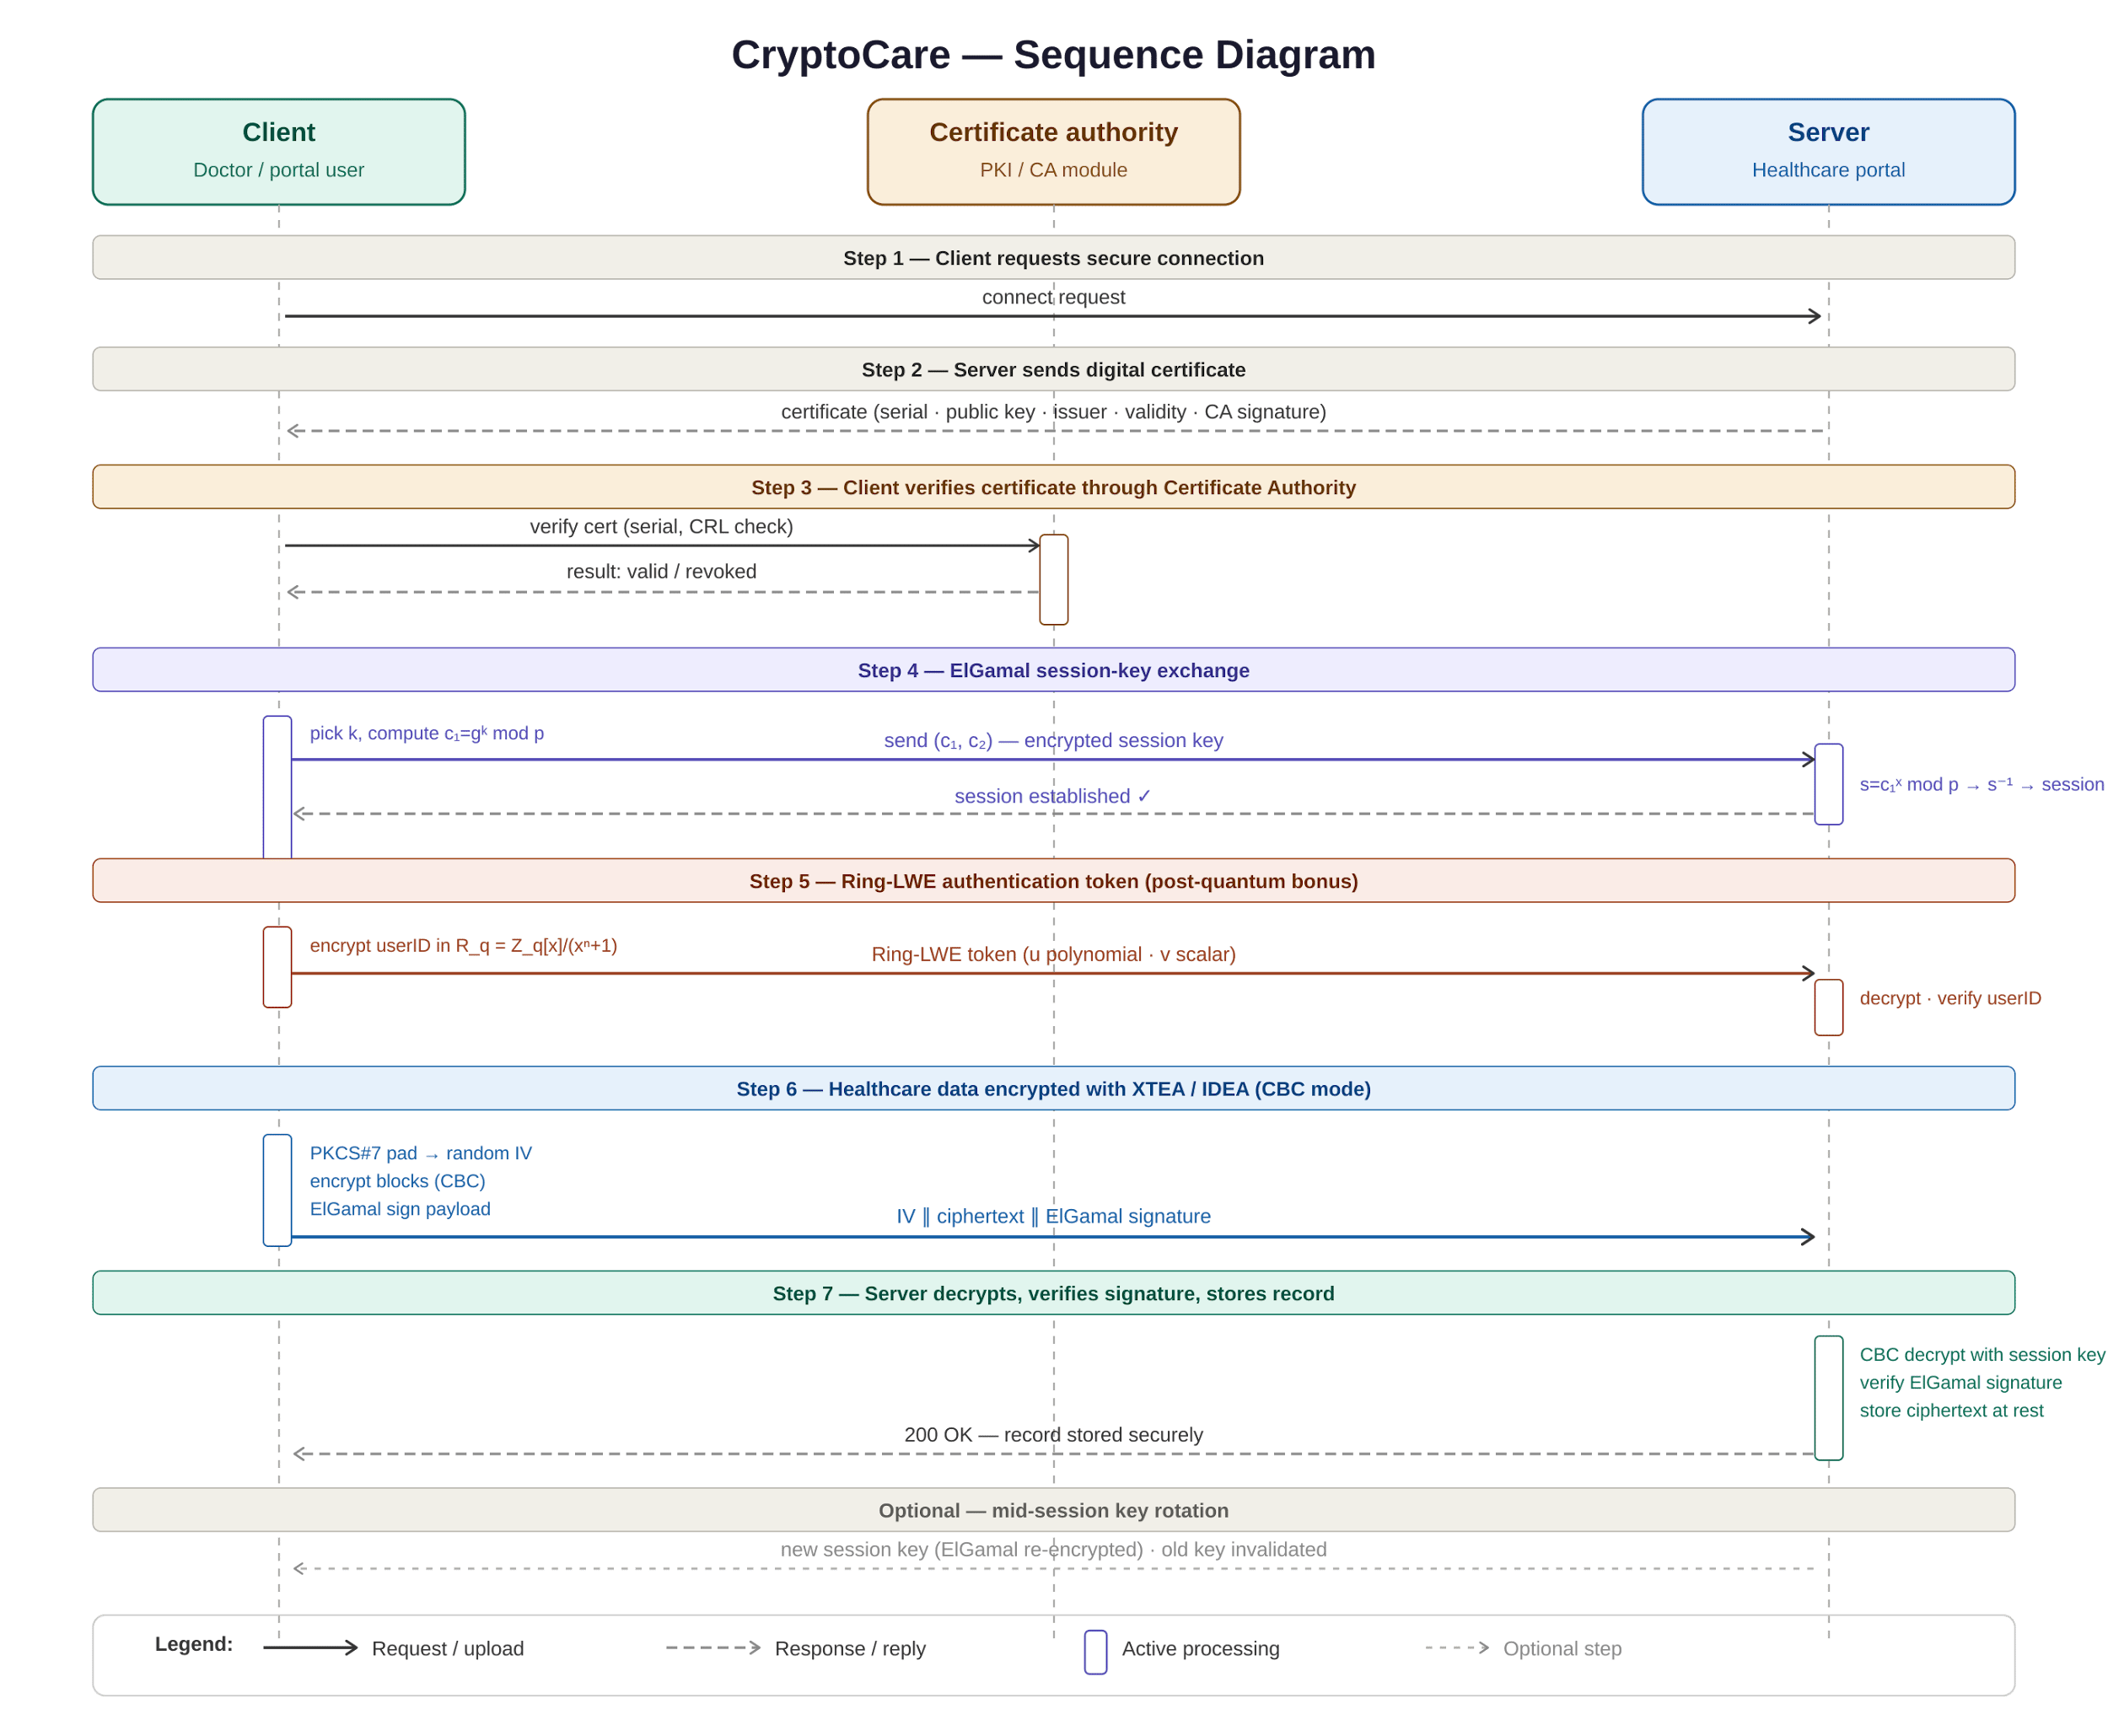 CryptoCare — Sequence Diagram
Client
Doctor / portal user
Certificate authority
PKI / CA module
Server
Healthcare portal
Step 1 — Client requests secure connection
connect request
Step 2 — Server sends digital certificate
certificate (serial · public key · issuer · validity · CA signature)
Step 3 — Client verifies certificate through Certificate Authority
verify cert (serial, CRL check)
result: valid / revoked
Step 4 — ElGamal session-key exchange
pick k, compute c₁=gᵏ mod p
send (c₁, c₂) — encrypted session key
s=c₁ˣ mod p → s⁻¹ → session
session established ✓
Step 5 — Ring-LWE authentication token (post-quantum bonus)
encrypt userID in R_q = Z_q[x]/(xⁿ+1)
Ring-LWE token (u polynomial · v scalar)
decrypt · verify userID
Step 6 — Healthcare data encrypted with XTEA / IDEA (CBC mode)
PKCS#7 pad → random IV
encrypt blocks (CBC)
ElGamal sign payload
IV ∥ ciphertext ∥ ElGamal signature
Step 7 — Server decrypts, verifies signature, stores record
CBC decrypt with session key
verify ElGamal signature
store ciphertext at rest
200 OK — record stored securely
Optional — mid-session key rotation
new session key (ElGamal re-encrypted) · old key invalidated
Legend:
Request / upload
Response / reply
Active processing
Optional step